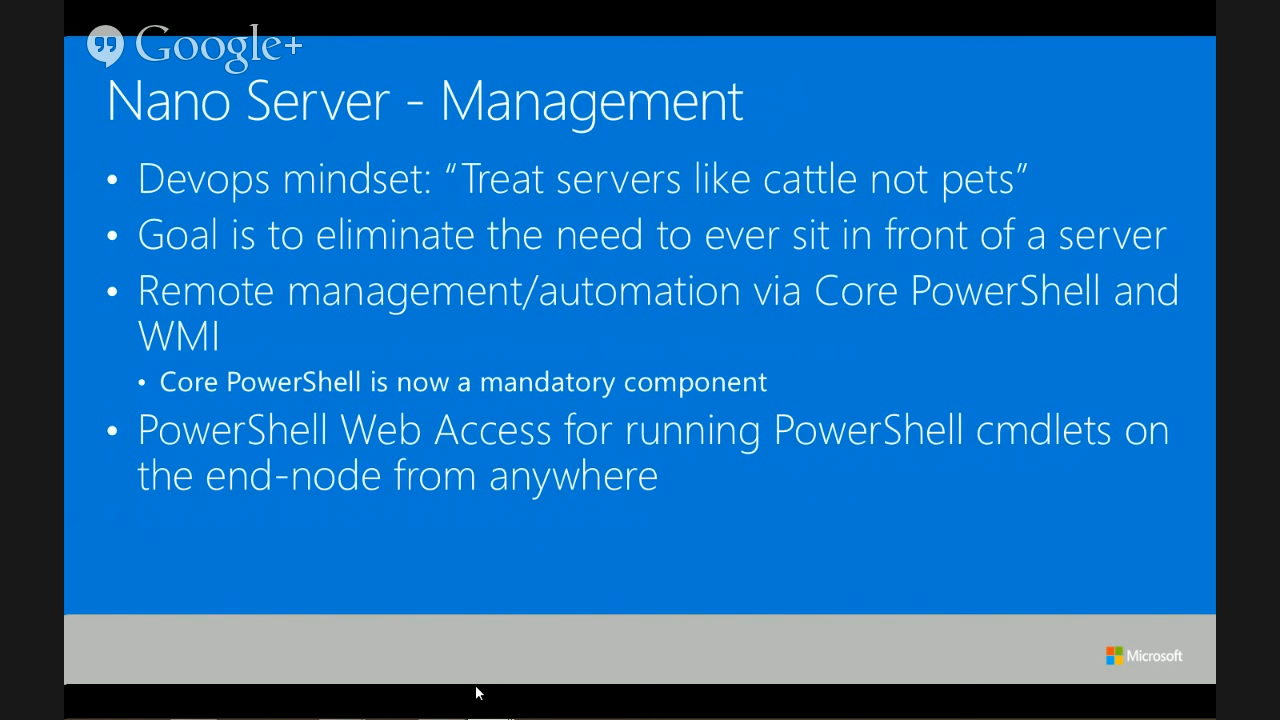 Google+
Nano Server - Management
• Devops mindset: “Treat servers like cattle not pets”
• Goal is to eliminate the need to ever sit in front of a server
• Remote management/automation via Core PowerShell and
WMI
• Core PowerShell is now a mandatory component
• PowerShell Web Access for running PowerShell cmdlets on
the end-node from anywhere
Microsoft